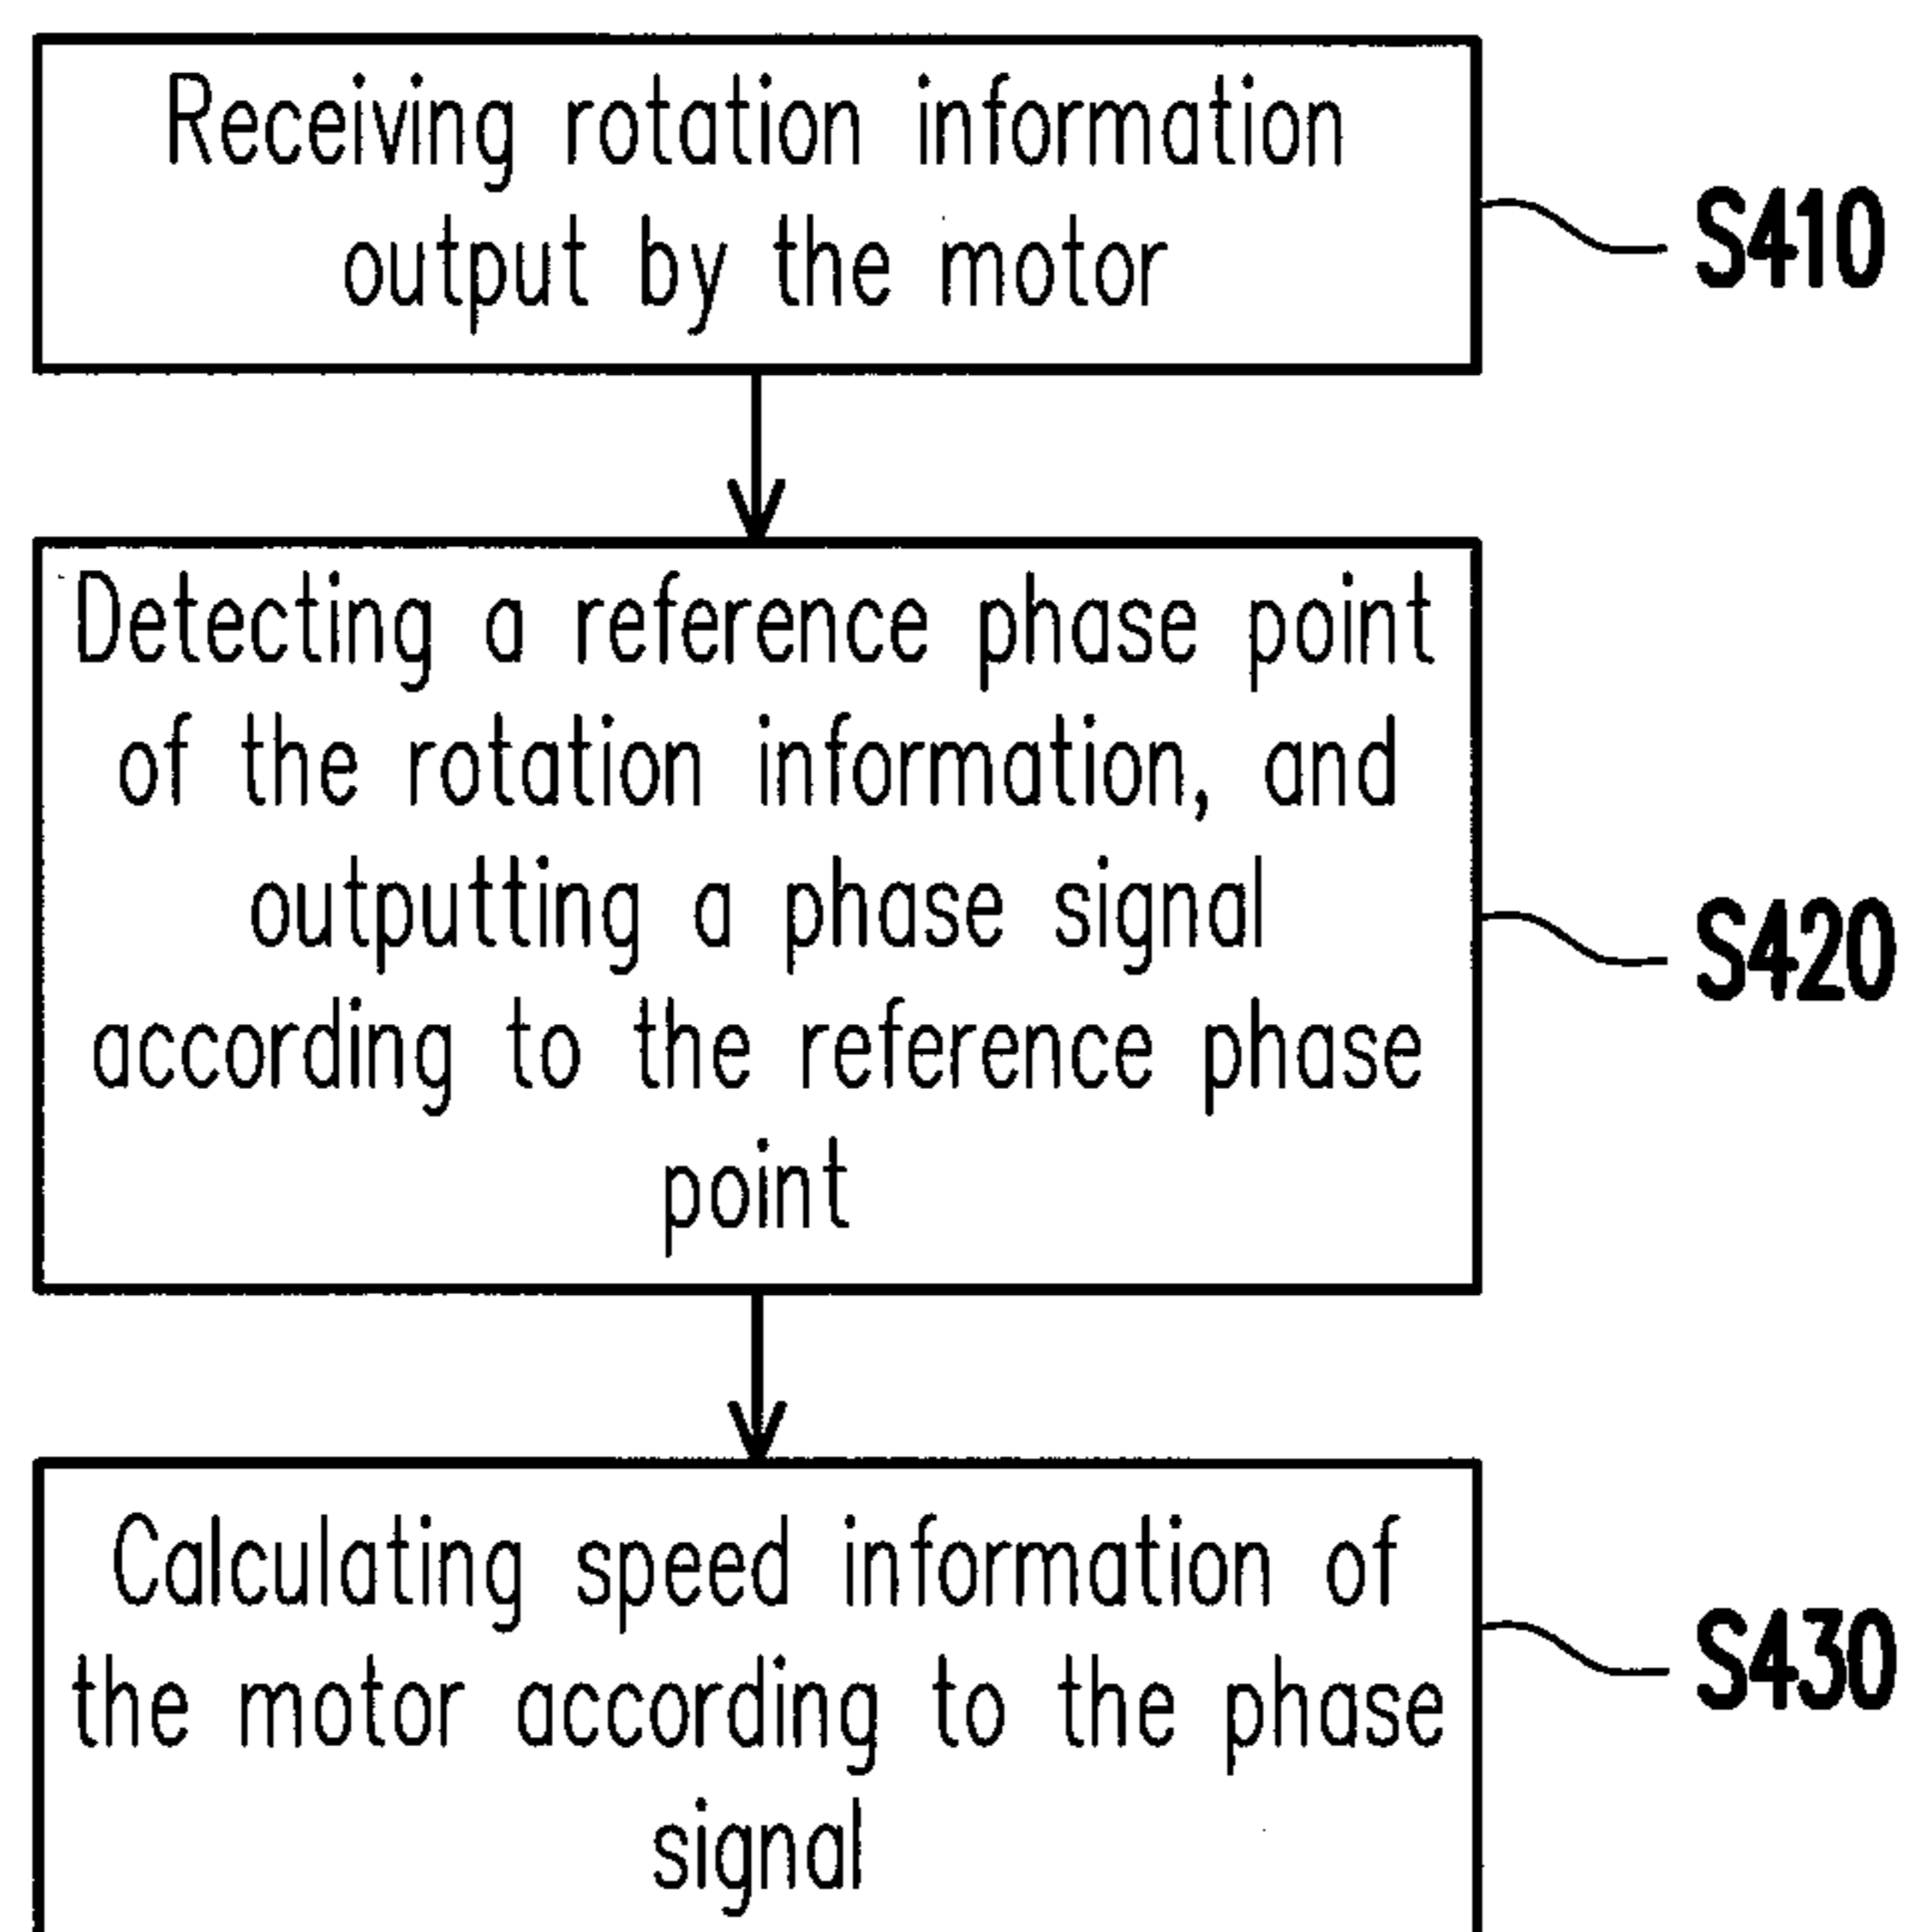 Receiving rotation information
output by the motor
S410
Detecting a reference phase point
of the rotation information, and
outputting a phase signal
according to the reference phase
point
S420
Calculating speed information of
the motor according to the phase
signal
S430